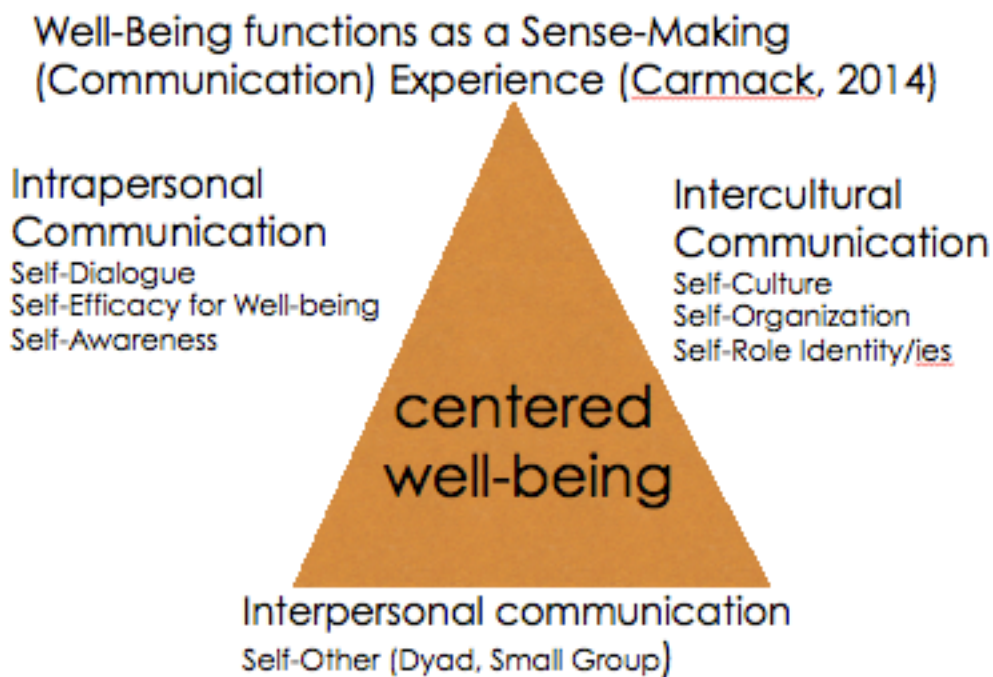 Well-Being functions as a Sense-Making
(Communication) Experience (Carmack, 2014)
Intrapersonal
Communication
Self-Dialogue
Self-Efficacy for Well-being
Self-Awareness
Intercultural
Communication
Self-Culture
Self-Organization
Self-Role Identity/ies
centered
well-being
Interpersonal communication
Self-Other (Dyad, Small Group)